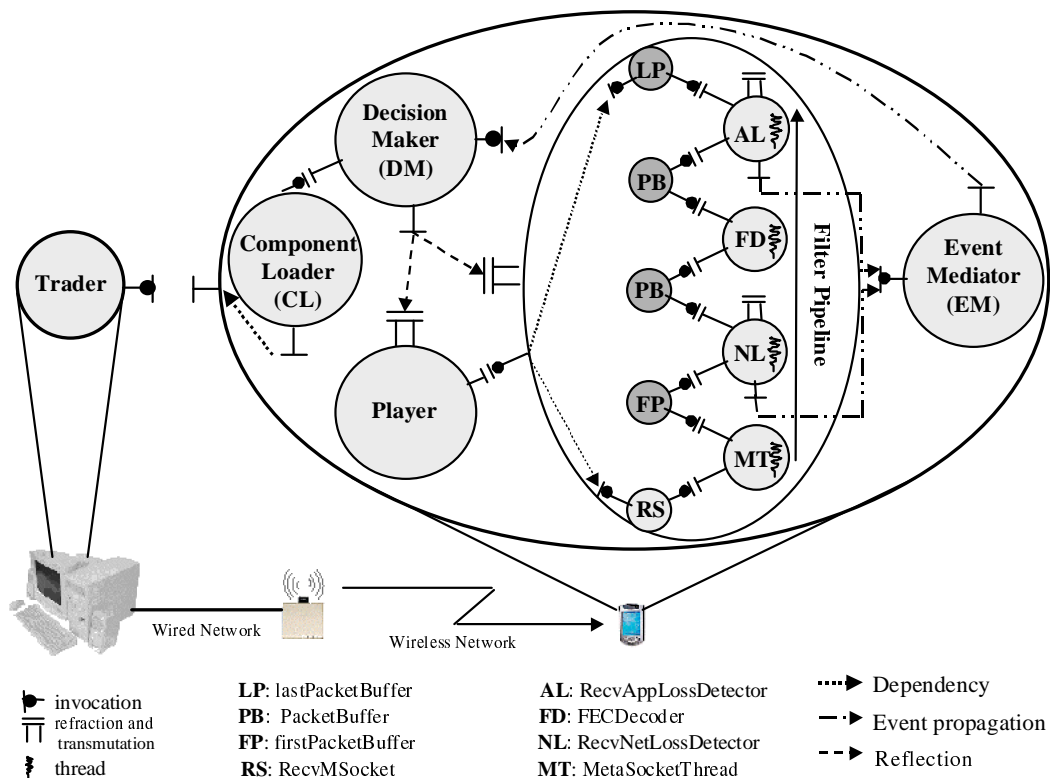 LP
Decision
Maker
(DM)
AL
PB
Component
Loader
(CL)
FD
Event
Mediator
(EM)
Trader
PB
Filter Pipeline
NL
Player
FP
MT
RS
Wired Network
Wireless Network
invocation
refraction and
transmutation
thread
LP: lastPacketBuffer
PB: PacketBuffer
FP: firstPacketBuffer
RS: RecvMSocket
AL: RecvAppLossDetector
FD: FECDecoder
NL: RecvNetLossDetector
MT: MetaSocketThread
Dependency
Event propagation
Reflection